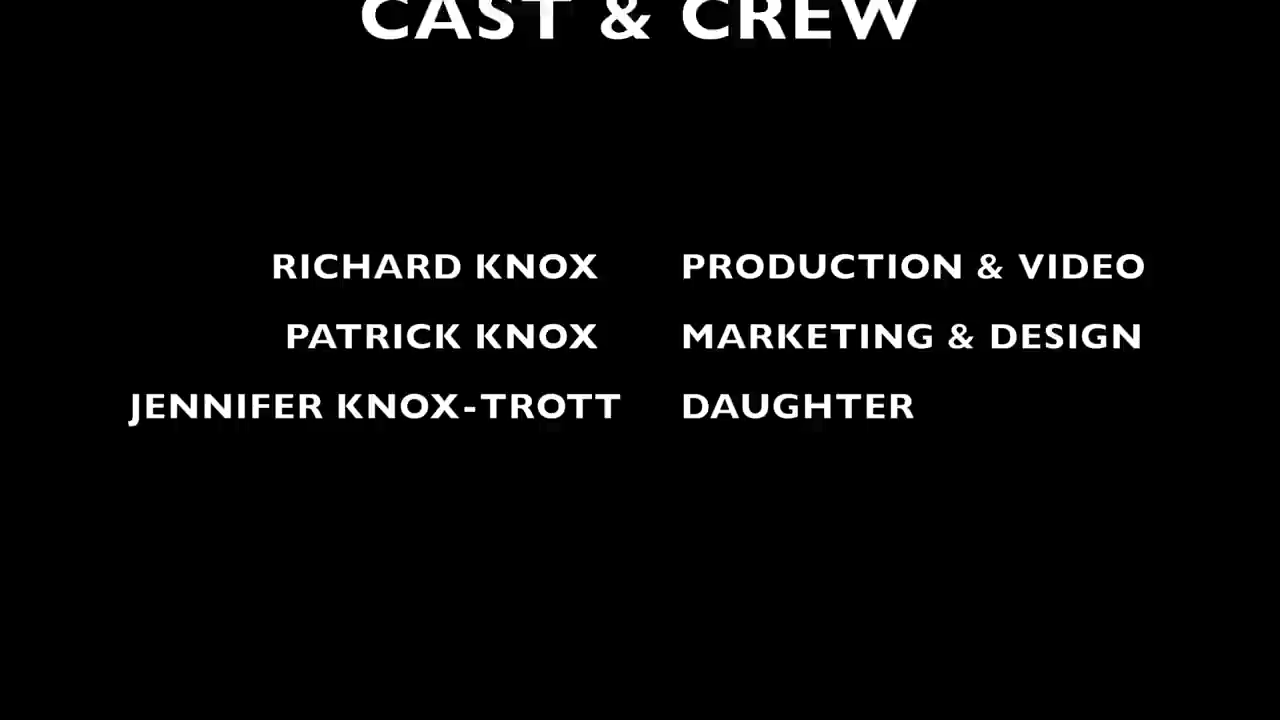 CAST & CREW
RICHARD KNOX PRODUCTION & VIDEO
PATRICK KNOX MARKETING & DESIGN
JENNIFER KNOX-TROTT DAUGHTER